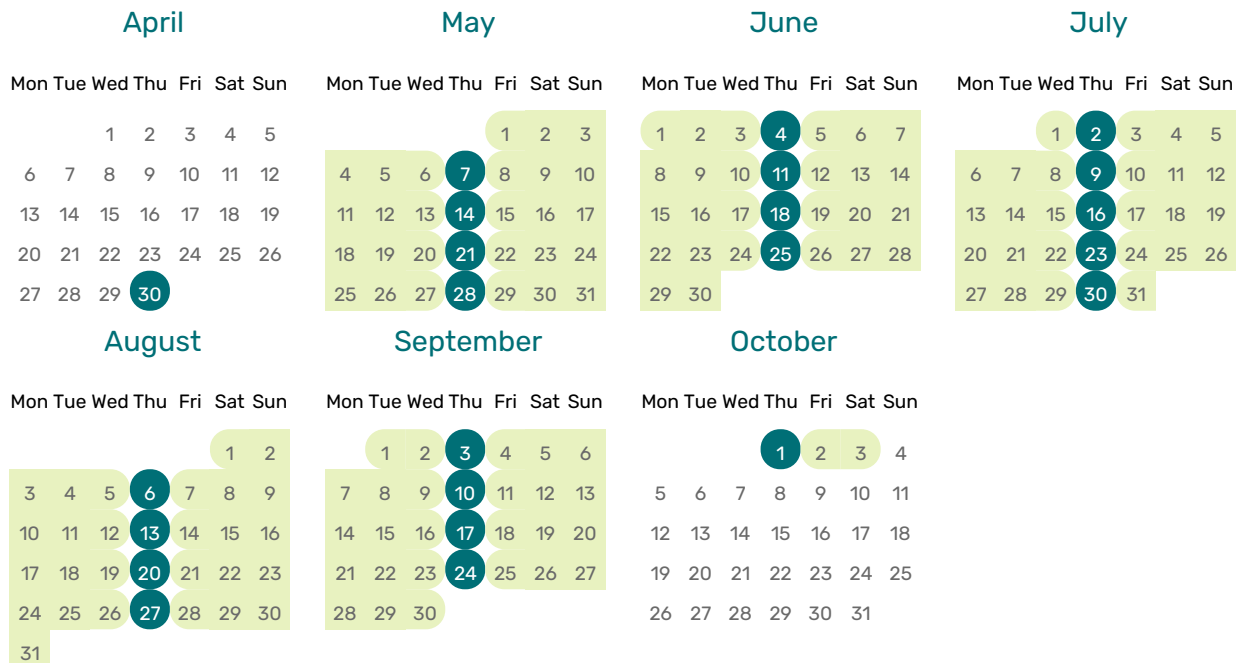 April May June July
Mon Tue Wed Thu Fri Sat Sun Mon Tue Wed Thu Fri Sat Sun Mon Tue Wed Thu Fri Sat Sun Mon Tue Wed Thu Fri Sat Sun
1 2 3 4 5 1 2 3 1 2 3 4 5 6 7 1 2 3 4 5
6 7 8 9 10 11 12 4 5 6 7 8 9 10 8 9 10 11 12 13 14 6 7 8 9 10 11 12
13 14 15 16 17 18 19 11 12 13 14 15 16 17 15 16 17 18 19 20 21 13 14 15 16 17 18 19
20 21 22 23 24 25 26 18 19 20 21 22 23 24 22 23 24 25 26 27 28 20 21 22 23 24 25 26
27 28 29 30 25 26 27 28 29 30 31 29 30 27 28 29 30 31
August September October
Mon Tue Wed Thu Fri Sat Sun Mon Tue Wed Thu Fri Sat Sun Mon Tue Wed Thu Fri Sat Sun
1 2 1 2 3 4 5 6 1 2 3 4
3 4 5 6 7 8 9 7 8 9 10 11 12 13 5 6 7 8 9 10 11
10 11 12 13 14 15 16 14 15 16 17 18 19 20 12 13 14 15 16 17 18
17 18 19 20 21 22 23 21 22 23 24 25 26 27 19 20 21 22 23 24 25
24 25 26 27 28 29 30 28 29 30 26 27 28 29 30 31
31